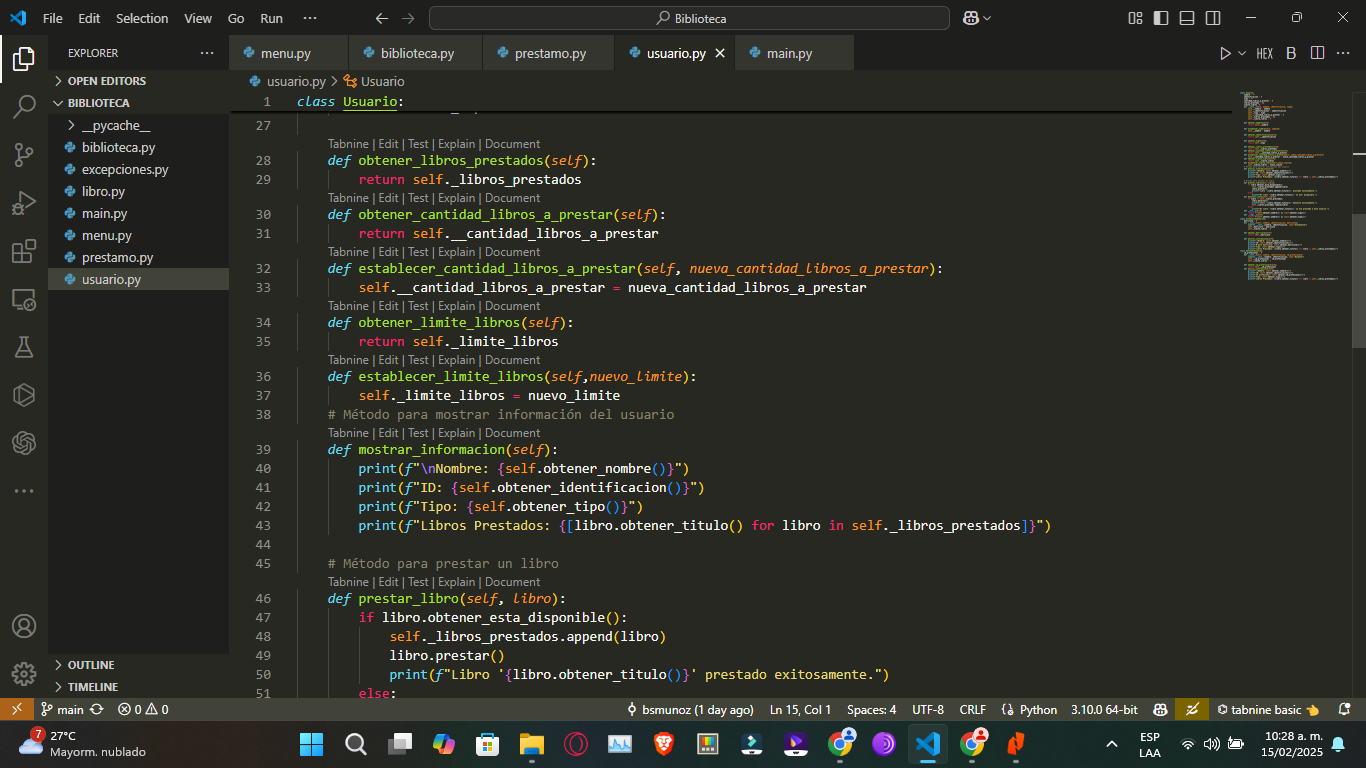 File Edit Selection View Go Run ··· Biblioteca
EXPLORER ···
OPEN EDITORS
BIBLIOTECA
__pycache__
biblioteca.py
excepciones.py
libro.py
main.py
menu.py
prestamo.py
usuario.py
OUTLINE
TIMELINE
menu.py biblioteca.py prestamo.py usuario.py main.py HEX B ···
usuario.py > Usuario
1 class Usuario:
27
Tabnine | Edit | Test | Explain | Document
28 def obtener_libros_prestados(self):
29 return self._libros_prestados
Tabnine | Edit | Test | Explain | Document
30 def obtener_cantidad_libros_a_prestar(self):
31 return self.__cantidad_libros_a_prestar
Tabnine | Edit | Test | Explain | Document
32 def establecer_cantidad_libros_a_prestar(self, nueva_cantidad_libros_a_prestar):
33 self.__cantidad_libros_a_prestar = nueva_cantidad_libros_a_prestar
Tabnine | Edit | Test | Explain | Document
34 def obtener_limite_libros(self):
35 return self._limite_libros
Tabnine | Edit | Test | Explain | Document
36 def establecer_limite_libros(self,nuevo_limite):
37 self._limite_libros = nuevo_limite
38 # Método para mostrar información del usuario
Tabnine | Edit | Test | Explain | Document
39 def mostrar_informacion(self):
40 print(f"\nNombre: {self.obtener_nombre()}")
41 print(f"ID: {self.obtener_identificacion()}")
42 print(f"Tipo: {self.obtener_tipo()}")
43 print(f"Libros Prestados: {[libro.obtener_titulo() for libro in self._libros_prestados]}")
44
45 # Método para prestar un libro
Tabnine | Edit | Test | Explain | Document
46 def prestar_libro(self, libro):
47 if libro.obtener_esta_disponible():
48 self._libros_prestados.append(libro)
49 libro.prestar()
50 print(f"Libro '{libro.obtener_titulo()}' prestado exitosamente.")
51 else:
main 0 0 bsmunoz (1 day ago) Ln 15, Col 1 Spaces: 4 UTF-8 CRLF Python 3.10.0 64-bit tabnine basic
7
27°C
Mayorm. nublado
ESP
LAA
10:28 a. m.
15/02/2025